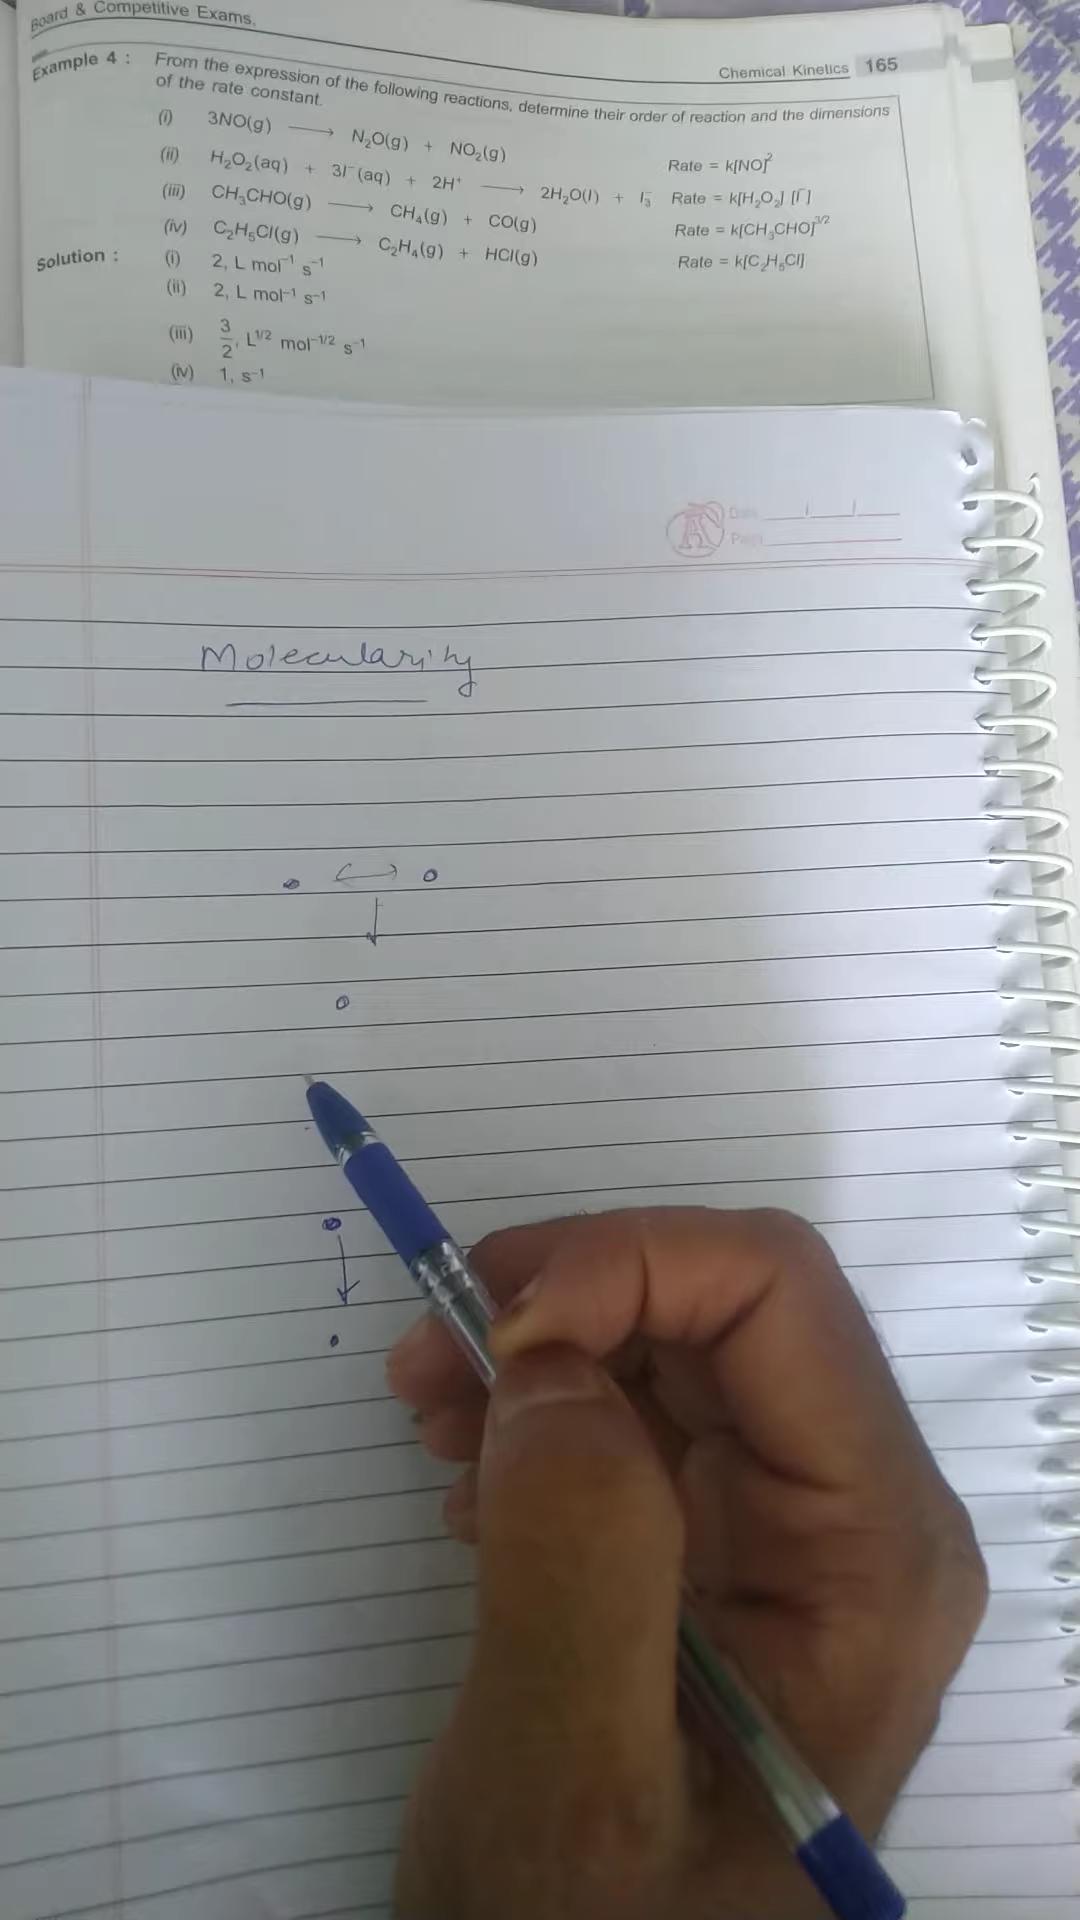 Board & Competitive Exams.
Chemical Kinetics 165
Example 4 : From the expression of the following reactions, determine their order of reaction and the dimensions
of the rate constant.
(i) 3NO(g) ⟶ N₂O(g) + NO₂(g) Rate = k[NO]²
(ii) H₂O₂(aq) + 3I⁻(aq) + 2H⁺ ⟶ 2H₂O(l) + I₃⁻ Rate = k[H₂O₂] [I⁻]
(iii) CH₃CHO(g) ⟶ CH₄(g) + CO(g) Rate = k[CH₃CHO]^3/2
(iv) C₂H₅Cl(g) ⟶ C₂H₄(g) + HCl(g) Rate = k[C₂H₅Cl]
Solution : (i) 2, L mol⁻¹ s⁻¹
(ii) 2, L mol⁻¹ s⁻¹
(iii) 3/2, L^1/2 mol^-1/2 s⁻¹
(iv) 1, s⁻¹
Date
Page
Molecularity